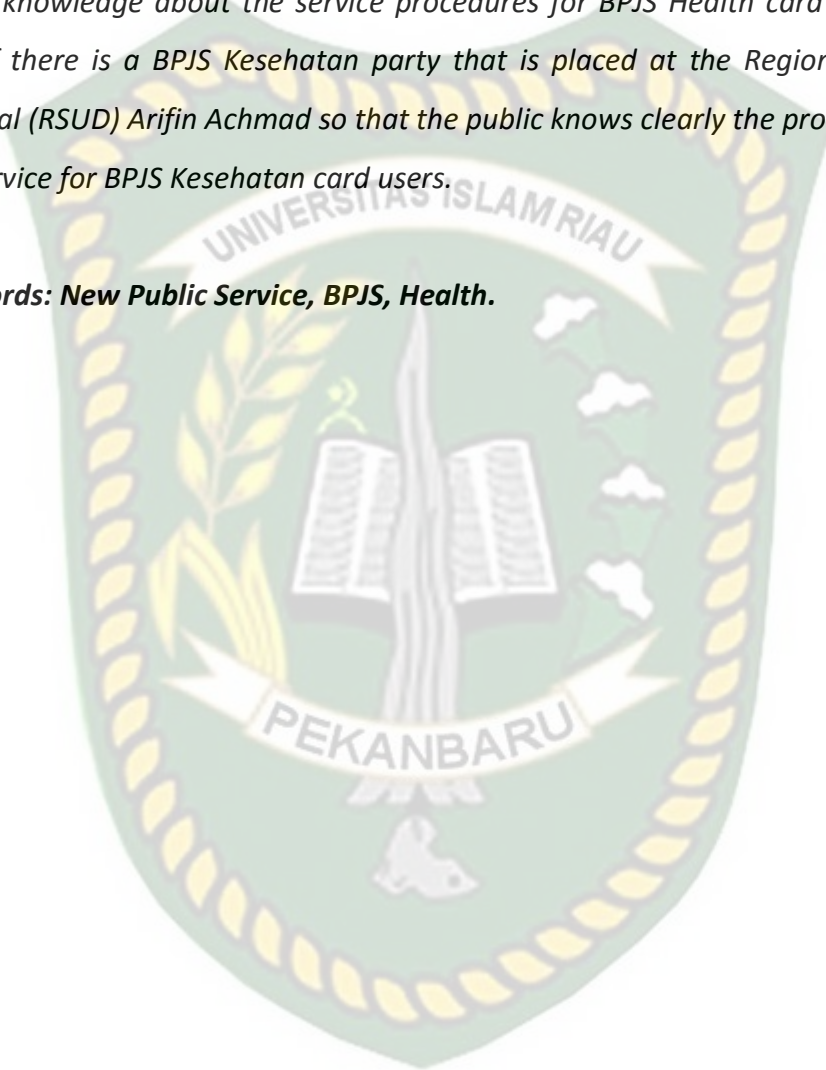 knowledge about the service procedures for BPJS Health card
there is a BPJS Kesehatan party that is placed at the Region
al (RSUD) Arifin Achmad so that the public knows clearly the pro
rvice for BPJS Kesehatan card users.
UNIVERSITAS ISLAM RIAU
ords: New Public Service, BPJS, Health.
PEKANBARU